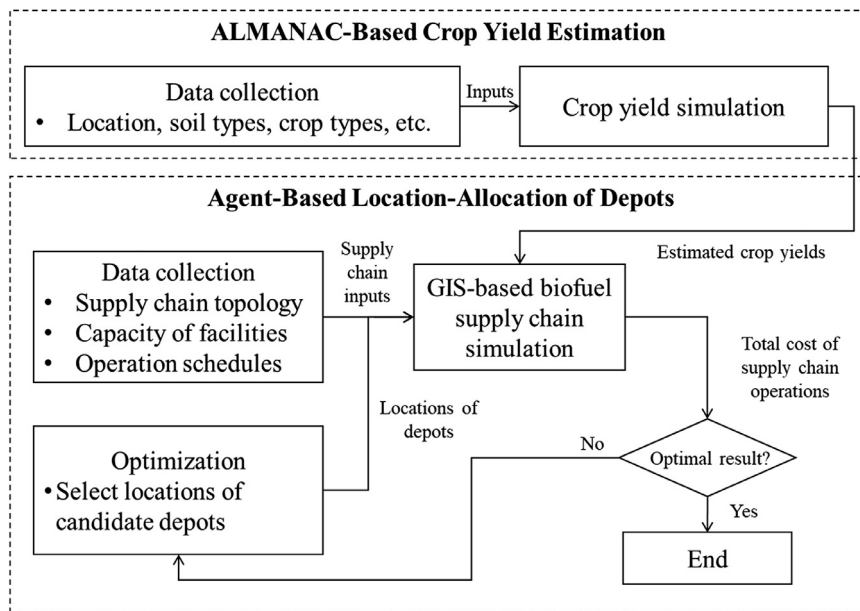 ALMANAC-Based Crop Yield Estimation
Data collection
• Location, soil types, crop types, etc.
Inputs
Crop yield simulation
Agent-Based Location-Allocation of Depots
Estimated crop yields
Data collection
• Supply chain topology
• Capacity of facilities
• Operation schedules
Supply
chain
inputs
GIS-based biofuel
supply chain
simulation
Total cost of
supply chain
operations
Locations of
depots
Optimization
• Select locations of
candidate depots
No
Optimal result?
Yes
End